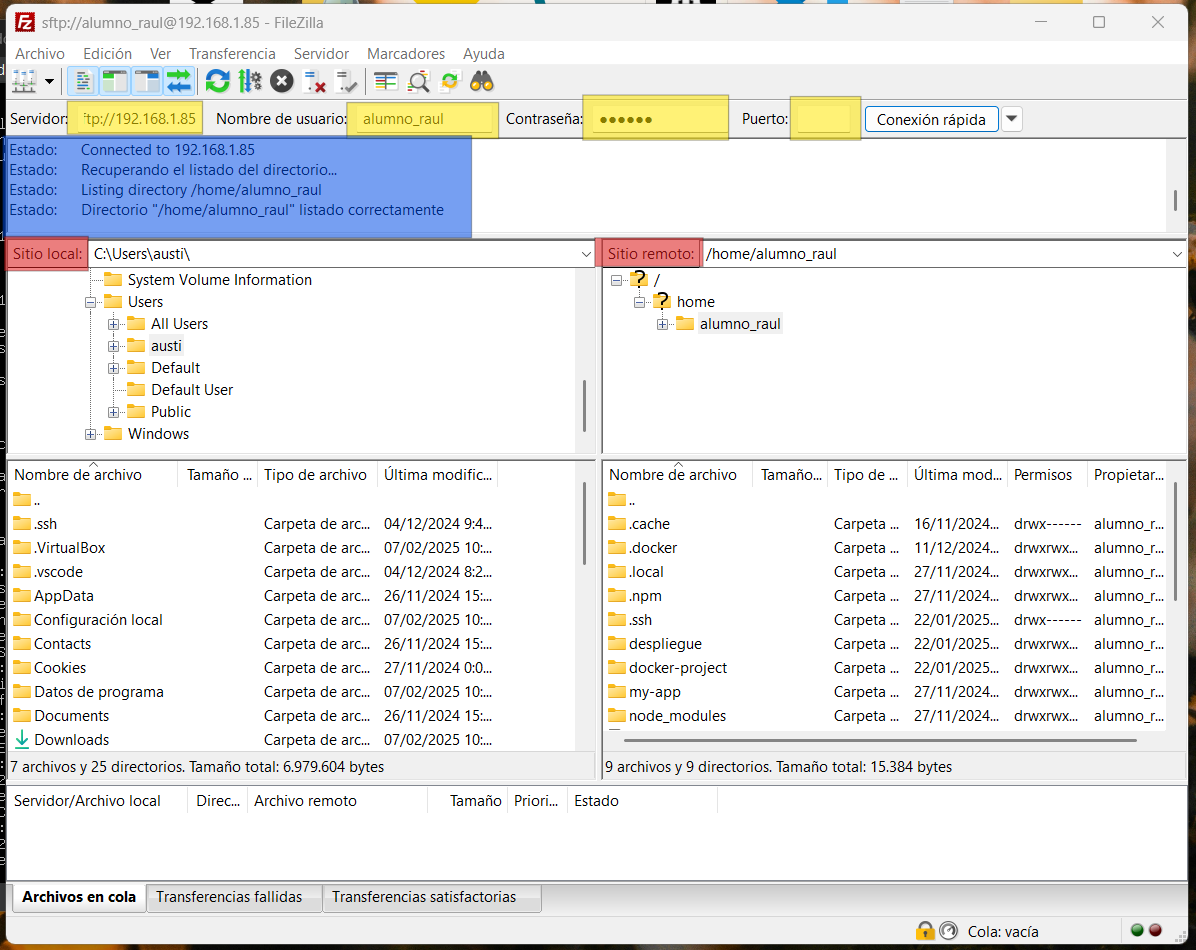 sftp://alumno_raul@192.168.1.85 - FileZilla
Archivo Edición Ver Transferencia Servidor Marcadores Ayuda
Servidor: tp://192.168.1.85 Nombre de usuario: alumno_raul Contraseña: ●●●●●● Puerto: Conexión rápida
Estado: Connected to 192.168.1.85
Estado: Recuperando el listado del directorio...
Estado: Listing directory /home/alumno_raul
Estado: Directorio "/home/alumno_raul" listado correctamente
Sitio local: C:\Users\austi\
System Volume Information
Users
All Users
austi
Default
Default User
Public
Windows
Sitio remoto: /home/alumno_raul
/
home
alumno_raul
Nombre de archivo Tamaño ... Tipo de archivo Última modific...
..
.ssh Carpeta de arc... 04/12/2024 9:4...
.VirtualBox Carpeta de arc... 07/02/2025 10:...
.vscode Carpeta de arc... 04/12/2024 8:2...
AppData Carpeta de arc... 26/11/2024 15:...
Configuración local Carpeta de arc... 07/02/2025 10:...
Contacts Carpeta de arc... 26/11/2024 15:...
Cookies Carpeta de arc... 27/11/2024 0:0...
Datos de programa Carpeta de arc... 07/02/2025 10:...
Documents Carpeta de arc... 26/11/2024 15:...
Downloads Carpeta de arc... 07/02/2025 10:...
7 archivos y 25 directorios. Tamaño total: 6.979.604 bytes
Nombre de archivo Tamaño... Tipo de ... Última mod... Permisos Propietar...
..
.cache Carpeta ... 16/11/2024... drwx------ alumno_r...
.docker Carpeta ... 11/12/2024... drwxrwx... alumno_r...
.local Carpeta ... 27/11/2024... drwxrwx... alumno_r...
.npm Carpeta ... 27/11/2024... drwxrwx... alumno_r...
.ssh Carpeta ... 22/01/2025... drwx------ alumno_r...
despliegue Carpeta ... 22/01/2025... drwxrwx... alumno_r...
docker-project Carpeta ... 22/01/2025... drwxrwx... alumno_r...
my-app Carpeta ... 27/11/2024... drwxrwx... alumno_r...
node_modules Carpeta ... 27/11/2024... drwxrwx... alumno_r...
9 archivos y 9 directorios. Tamaño total: 15.384 bytes
Servidor/Archivo local Direc... Archivo remoto Tamaño Priori... Estado
Archivos en cola Transferencias fallidas Transferencias satisfactorias
Cola: vacía